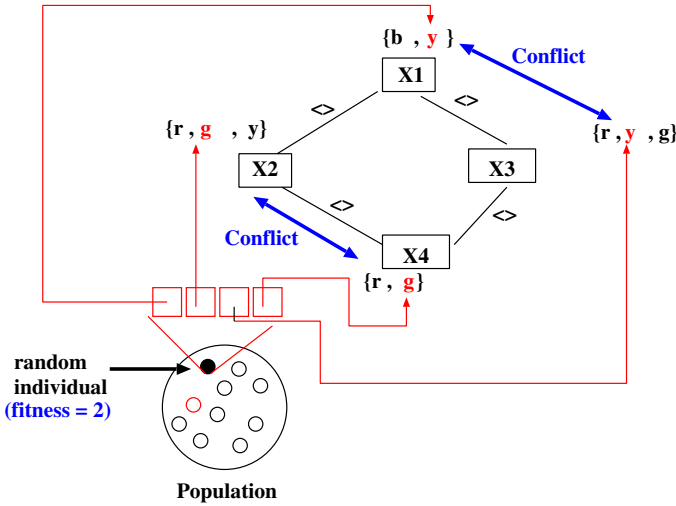 {b , y }
Conflict
X1
<>
<>
{r , g , y}
{r , y , g}
X2
X3
<>
<>
Conflict
X4
{r , g}
random
individual
(fitness = 2)
Population